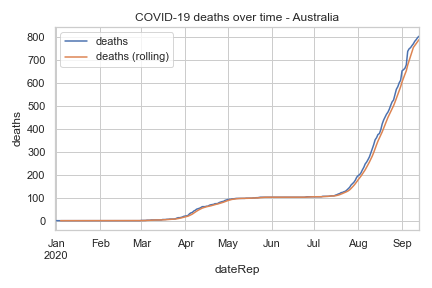 COVID-19 deaths over time - Australia
deaths
deaths (rolling)
800
700
600
500
400
300
200
100
0
deaths
Jan Feb Mar Apr May Jun Jul Aug Sep
2020
dateRep